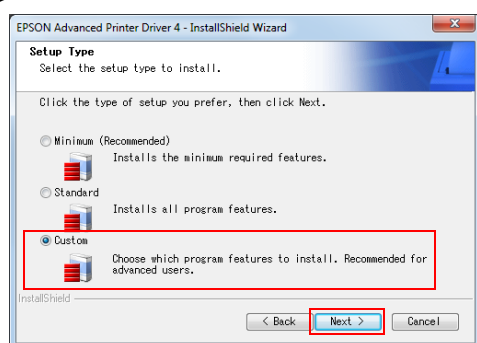 EPSON Advanced Printer Driver 4 - InstallShield Wizard
Setup Type
Select the setup type to install.
Click the type of setup you prefer, then click Next.
Minimum (Recommended)
Installs the minimum required features.
Standard
Installs all program features.
Custom
Choose which program features to install. Recommended for
advanced users.
InstallShield
< Back
Next >
Cancel